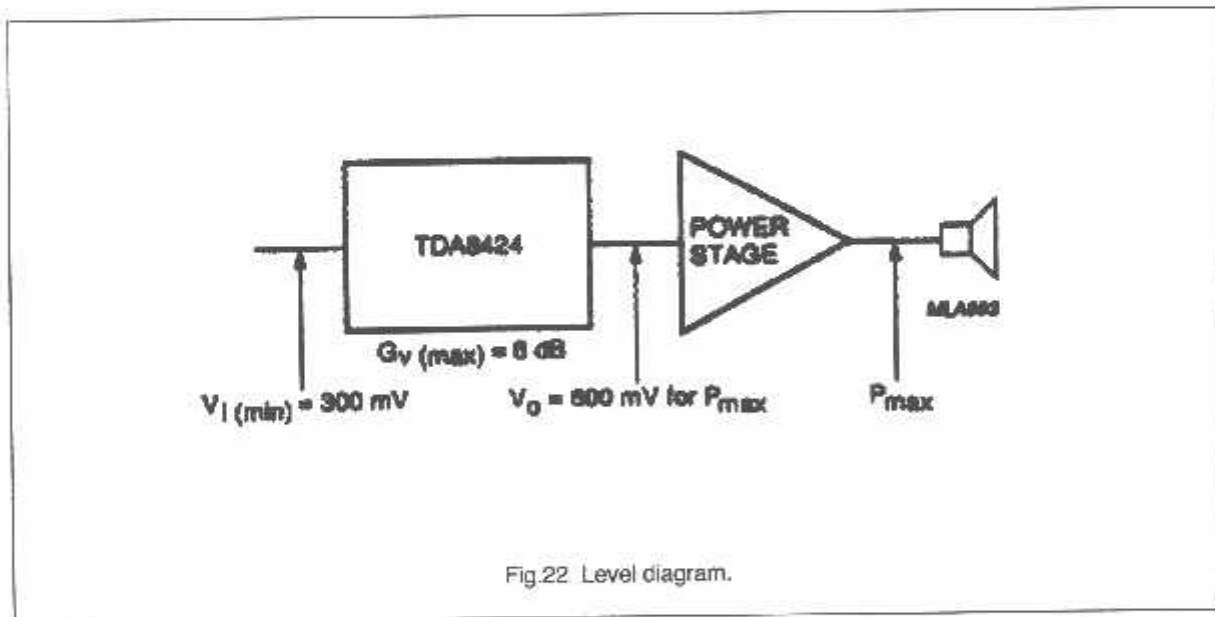 POWER
STAGE
TDA8424
GV (max) = 6 dB
VI (min) = 300 mV
Vo = 600 mV for Pmax
Pmax
Fig.22 Level diagram.